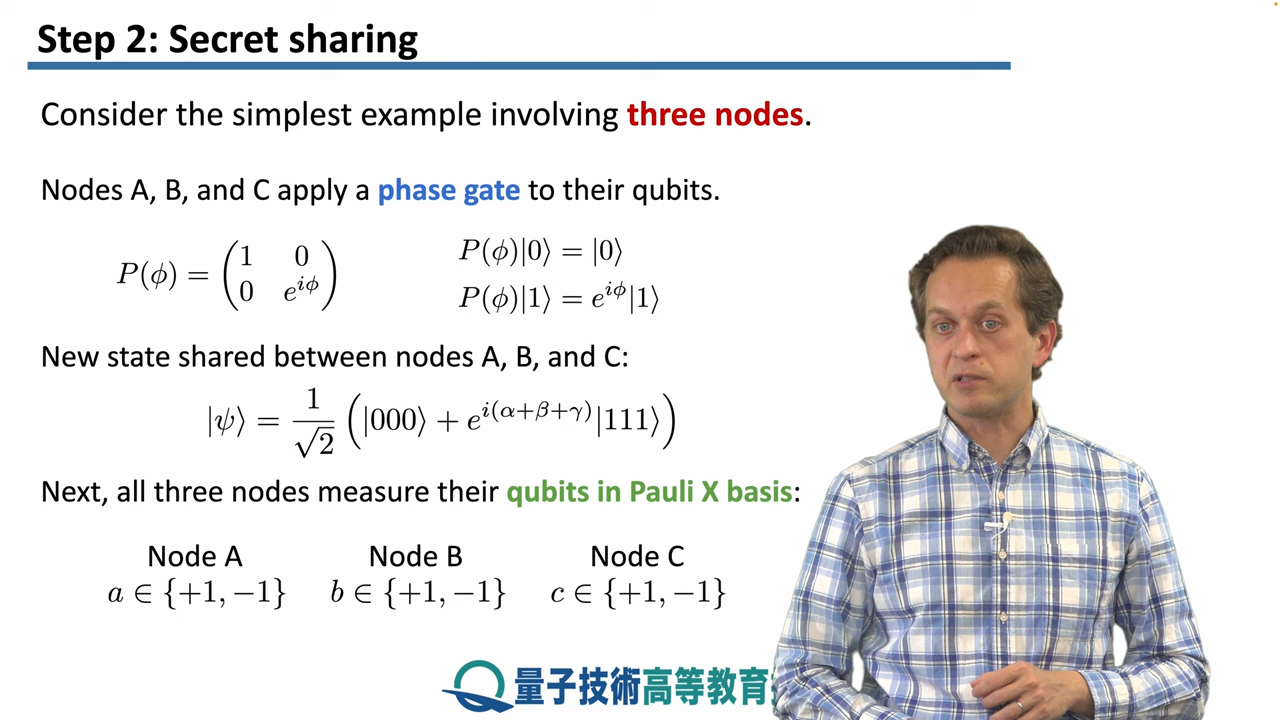 Step 2: Secret sharing
Consider the simplest example involving three nodes.
Nodes A, B, and C apply a phase gate to their qubits.
P(ϕ) = (1 0; 0 e^{iϕ})
P(ϕ)|0⟩ = |0⟩
P(ϕ)|1⟩ = e^{iϕ}|1⟩
New state shared between nodes A, B, and C:
|ψ⟩ = 1/√2 (|000⟩ + e^{i(α+β+γ)}|111⟩)
Next, all three nodes measure their qubits in Pauli X basis:
Node A Node B Node C
a ∈ {+1, −1} b ∈ {+1, −1} c ∈ {+1, −1}
量子技術高等教育